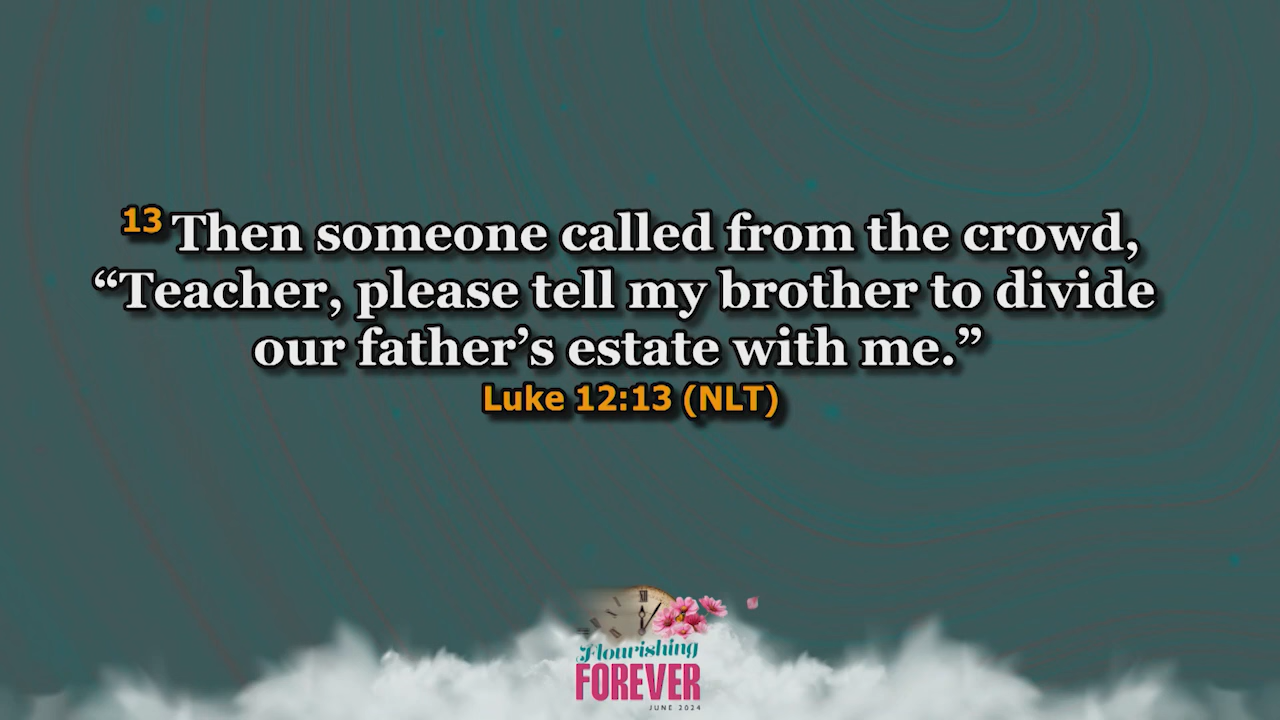 13 Then someone called from the crowd,
“Teacher, please tell my brother to divide
our father’s estate with me.”
Luke 12:13 (NLT)
XII
Flourishing
FOREVER
JUNE 2024